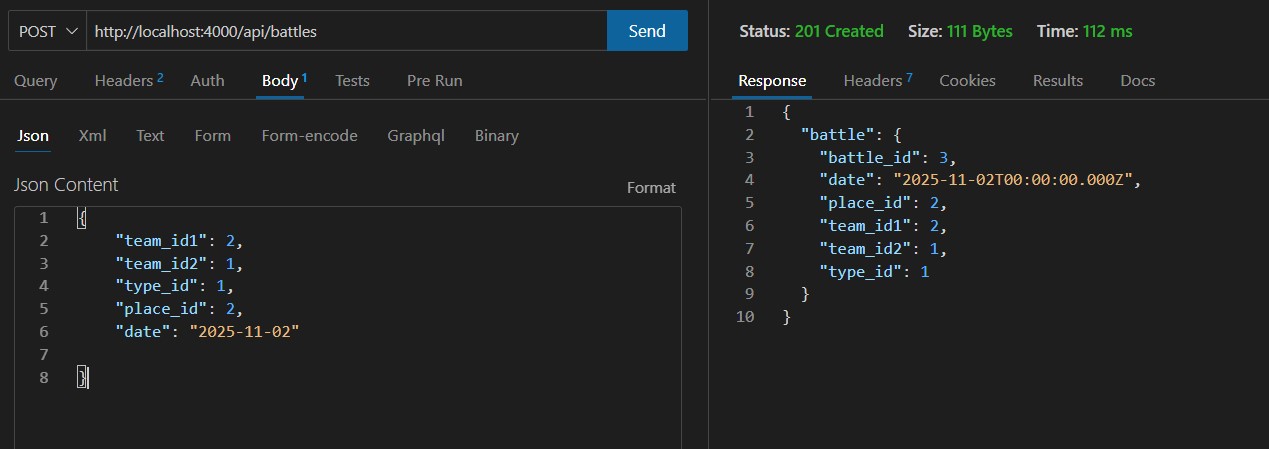 POST http://localhost:4000/api/battles Send
Query Headers 2 Auth Body 1 Tests Pre Run
Json Xml Text Form Form-encode Graphql Binary
Json Content Format
1 {
2 "team_id1": 2,
3 "team_id2": 1,
4 "type_id": 1,
5 "place_id": 2,
6 "date": "2025-11-02"
7
8 }
Status: 201 Created Size: 111 Bytes Time: 112 ms
Response Headers 7 Cookies Results Docs
1 {
2 "battle": {
3 "battle_id": 3,
4 "date": "2025-11-02T00:00:00.000Z",
5 "place_id": 2,
6 "team_id1": 2,
7 "team_id2": 1,
8 "type_id": 1
9 }
10 }